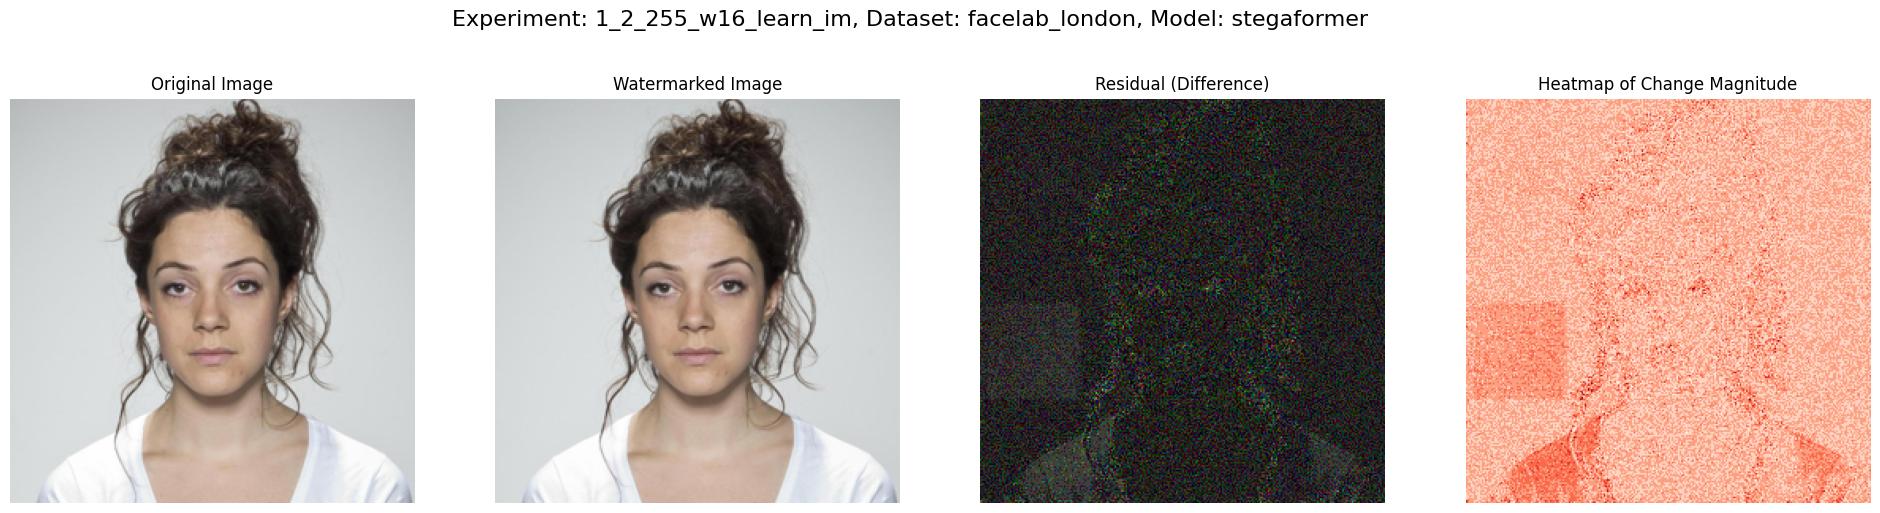 Experiment: 1_2_255_w16_learn_im, Dataset: facelab_london, Model: stegaformer
Original Image
Watermarked Image
Residual (Difference)
Heatmap of Change Magnitude